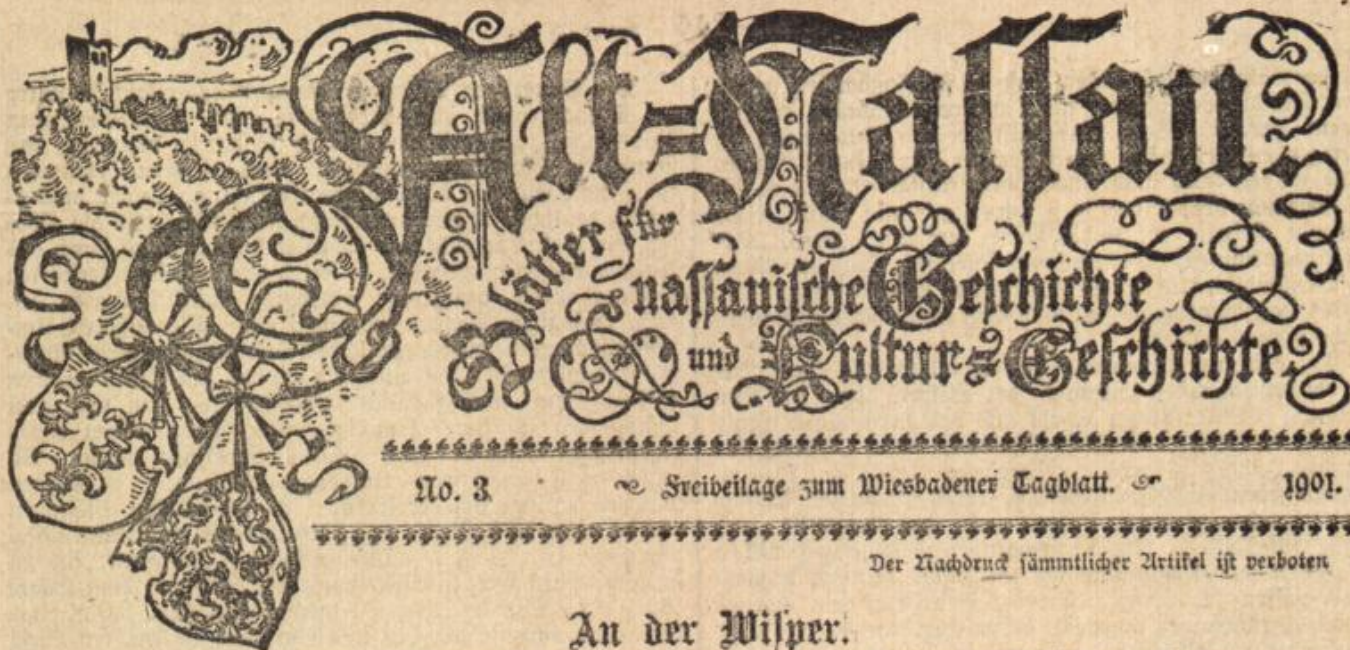 Alt-Nassau.
Blätter für
nassauische Geschichte
und Kultur-Geschichte
No. 3. Freibeilage zum Wiesbadener Tagblatt. 1901.
Der Nachdruck sämmtlicher Artikel ist verboten
An der Wisper.